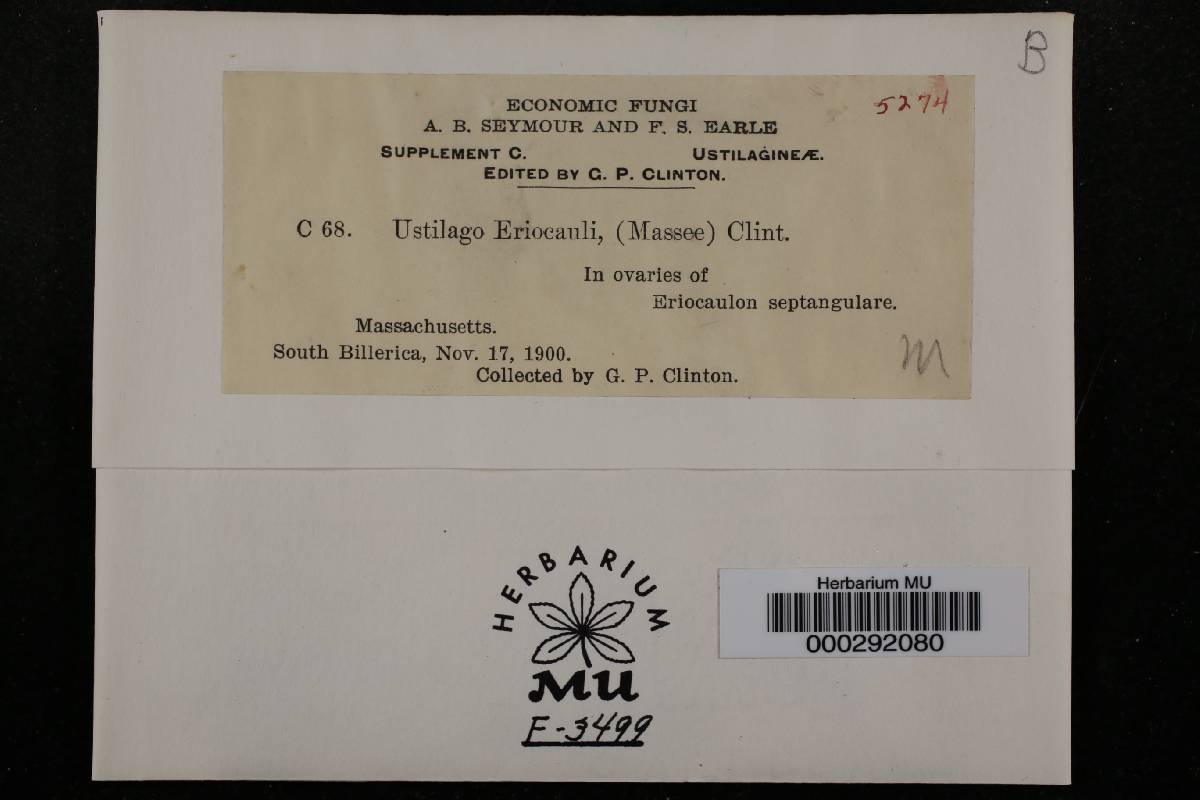 B
5274
ECONOMIC FUNGI
A. B. SEYMOUR AND F. S. EARLE
SUPPLEMENT C. USTILAGINEÆ.
EDITED BY G. P. CLINTON.
C 68. Ustilago Eriocauli, (Massee) Clint.
In ovaries of
Eriocaulon septangulare.
Massachusetts.
South Billerica, Nov. 17, 1900.
Collected by G. P. Clinton.
M
HERBARIUM
MU
F-3499
Herbarium MU
000292080